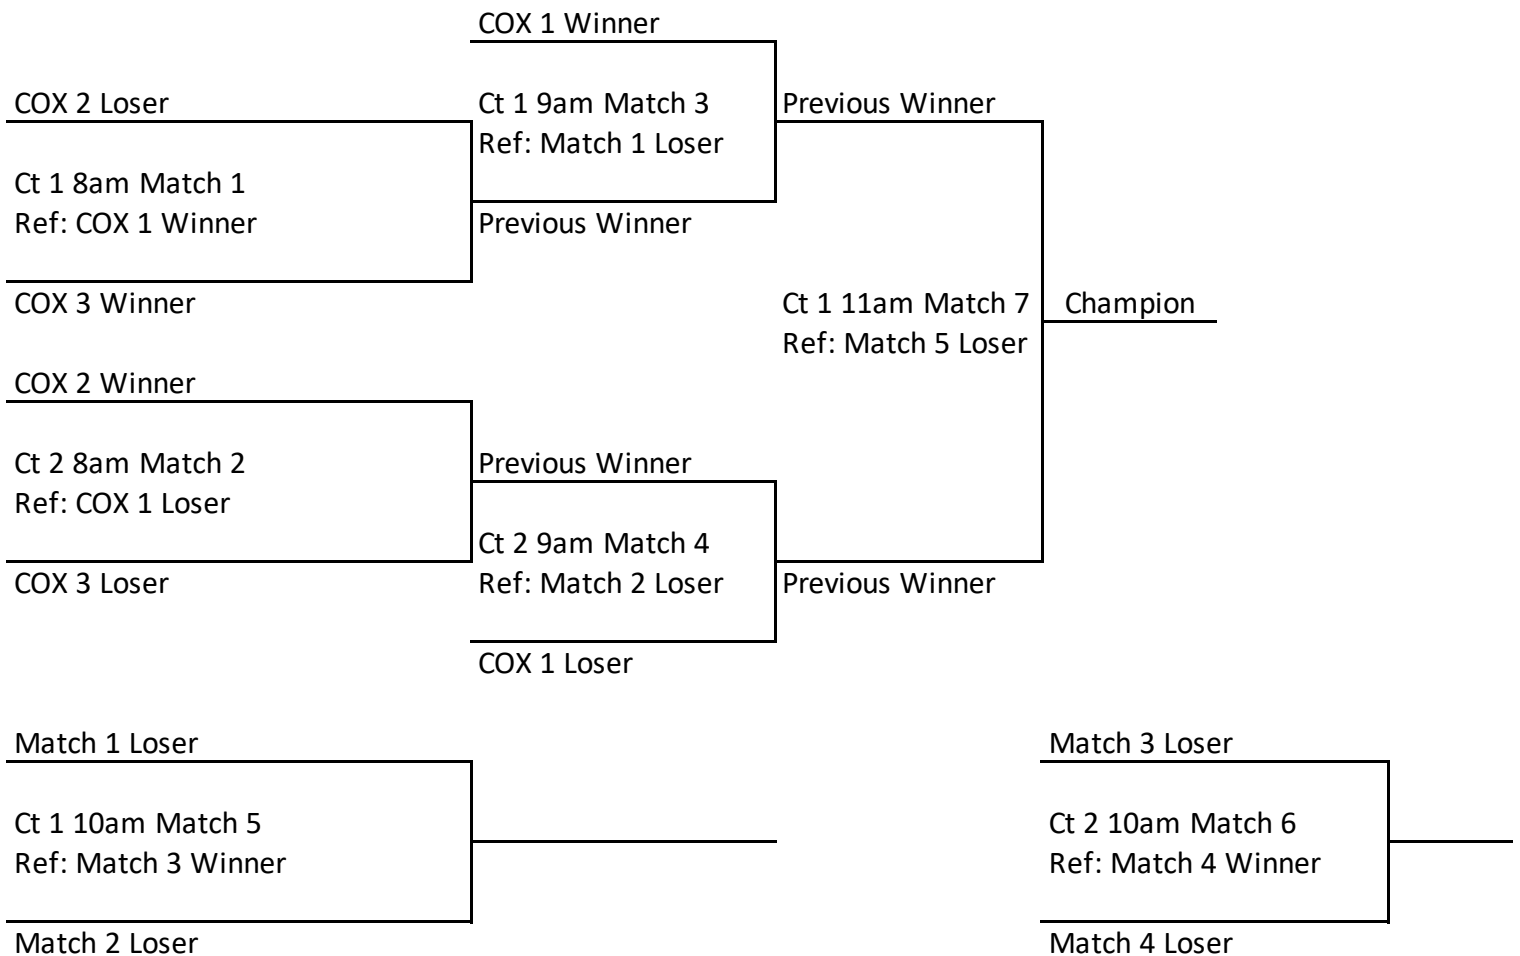 COX 1 Winner
COX 2 Loser
Ct 1 9am Match 3
Ref: Match 1 Loser
Previous Winner
Ct 1 8am Match 1
Ref: COX 1 Winner
Previous Winner
COX 3 Winner
Ct 1 11am Match 7
Ref: Match 5 Loser
Champion
COX 2 Winner
Ct 2 8am Match 2
Ref: COX 1 Loser
Previous Winner
COX 3 Loser
Ct 2 9am Match 4
Ref: Match 2 Loser
Previous Winner
COX 1 Loser
Match 1 Loser
Ct 1 10am Match 5
Ref: Match 3 Winner
Match 2 Loser
Match 3 Loser
Ct 2 10am Match 6
Ref: Match 4 Winner
Match 4 Loser